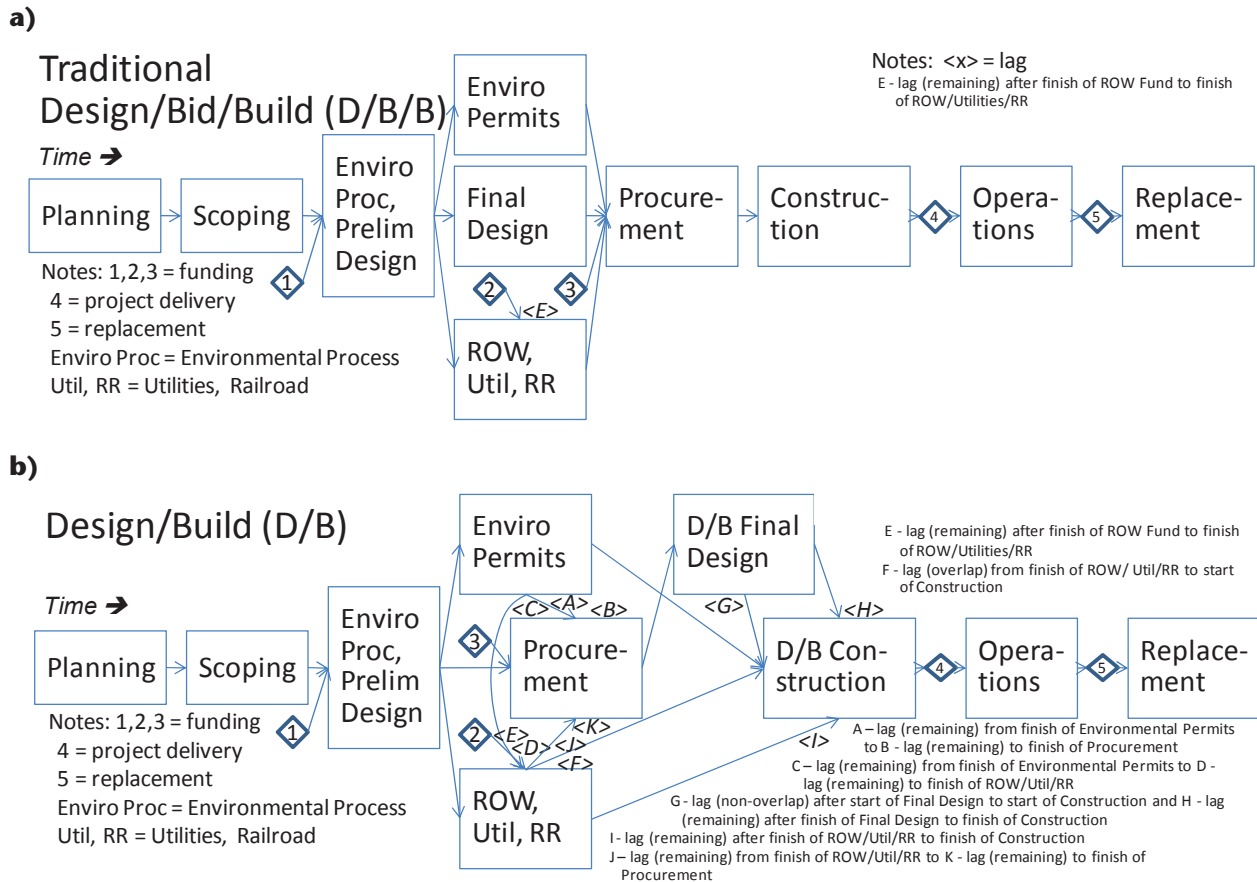 a)
Traditional
Design/Bid/Build (D/B/B)
Time ➔
Notes: <x> = lag
E - lag (remaining) after finish of ROW Fund to finish
of ROW/Utilities/RR
Planning
Scoping
1
Enviro
Proc,
Prelim
Design
Enviro
Permits
Final
Design
2
<E>
3
ROW,
Util, RR
Procure-
ment
Construc-
tion
4
Opera-
tions
5
Replace-
ment
Notes: 1,2,3 = funding
4 = project delivery
5 = replacement
Enviro Proc = Environmental Process
Util, RR = Utilities, Railroad
b)
Design/Build (D/B)
Time ➔
Planning
Scoping
1
Enviro
Proc,
Prelim
Design
Enviro
Permits
<C>
<A>
<B>
3
Procure-
ment
2
<E>
<D>
<K>
<J>
<F>
ROW,
Util, RR
D/B Final
Design
<G>
<H>
D/B Con-
struction
<I>
4
Opera-
tions
5
Replace-
ment
Notes: 1,2,3 = funding
4 = project delivery
5 = replacement
Enviro Proc = Environmental Process
Util, RR = Utilities, Railroad
E - lag (remaining) after finish of ROW Fund to finish
of ROW/Utilities/RR
F - lag (overlap) from finish of ROW/ Util/RR to start
of Construction
A – lag (remaining) from finish of Environmental Permits
to B - lag (remaining) to finish of Procurement
C – lag (remaining) from finish of Environmental Permits to D -
lag (remaining) to finish of ROW/Util/RR
G - lag (non-overlap) after start of Final Design to start of Construction and H - lag
(remaining) after finish of Final Design to finish of Construction
I - lag (remaining) after finish of ROW/Util/RR to finish of Construction
J – lag (remaining) from finish of ROW/Util/RR to K - lag (remaining) to finish of
Procurement